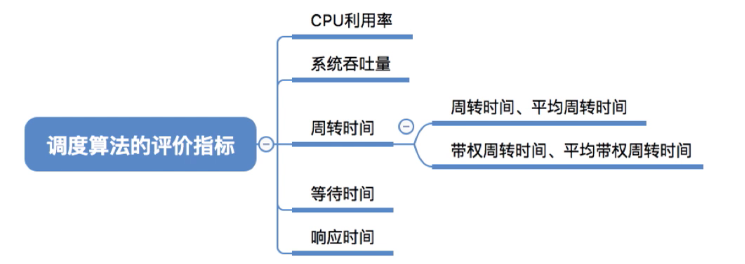 CPU利用率
系统吞吐量
调度算法的评价指标
周转时间
周转时间、平均周转时间
带权周转时间、平均带权周转时间
等待时间
响应时间